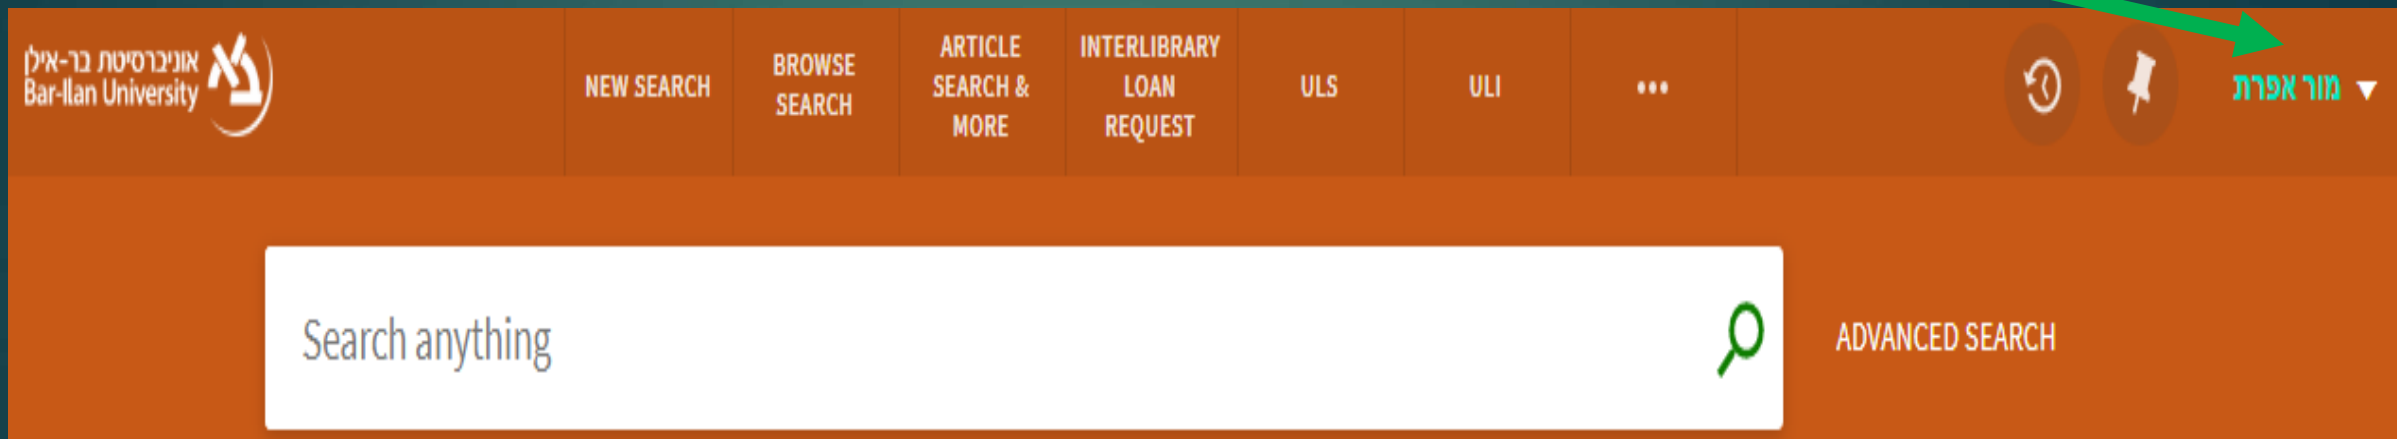 אוניברסיטת בר-אילן
Bar-Ilan University
NEW SEARCH
BROWSE
SEARCH
ARTICLE
SEARCH &
MORE
INTERLIBRARY
LOAN
REQUEST
ULS
ULI
•••
מור אפרת
Search anything
ADVANCED SEARCH